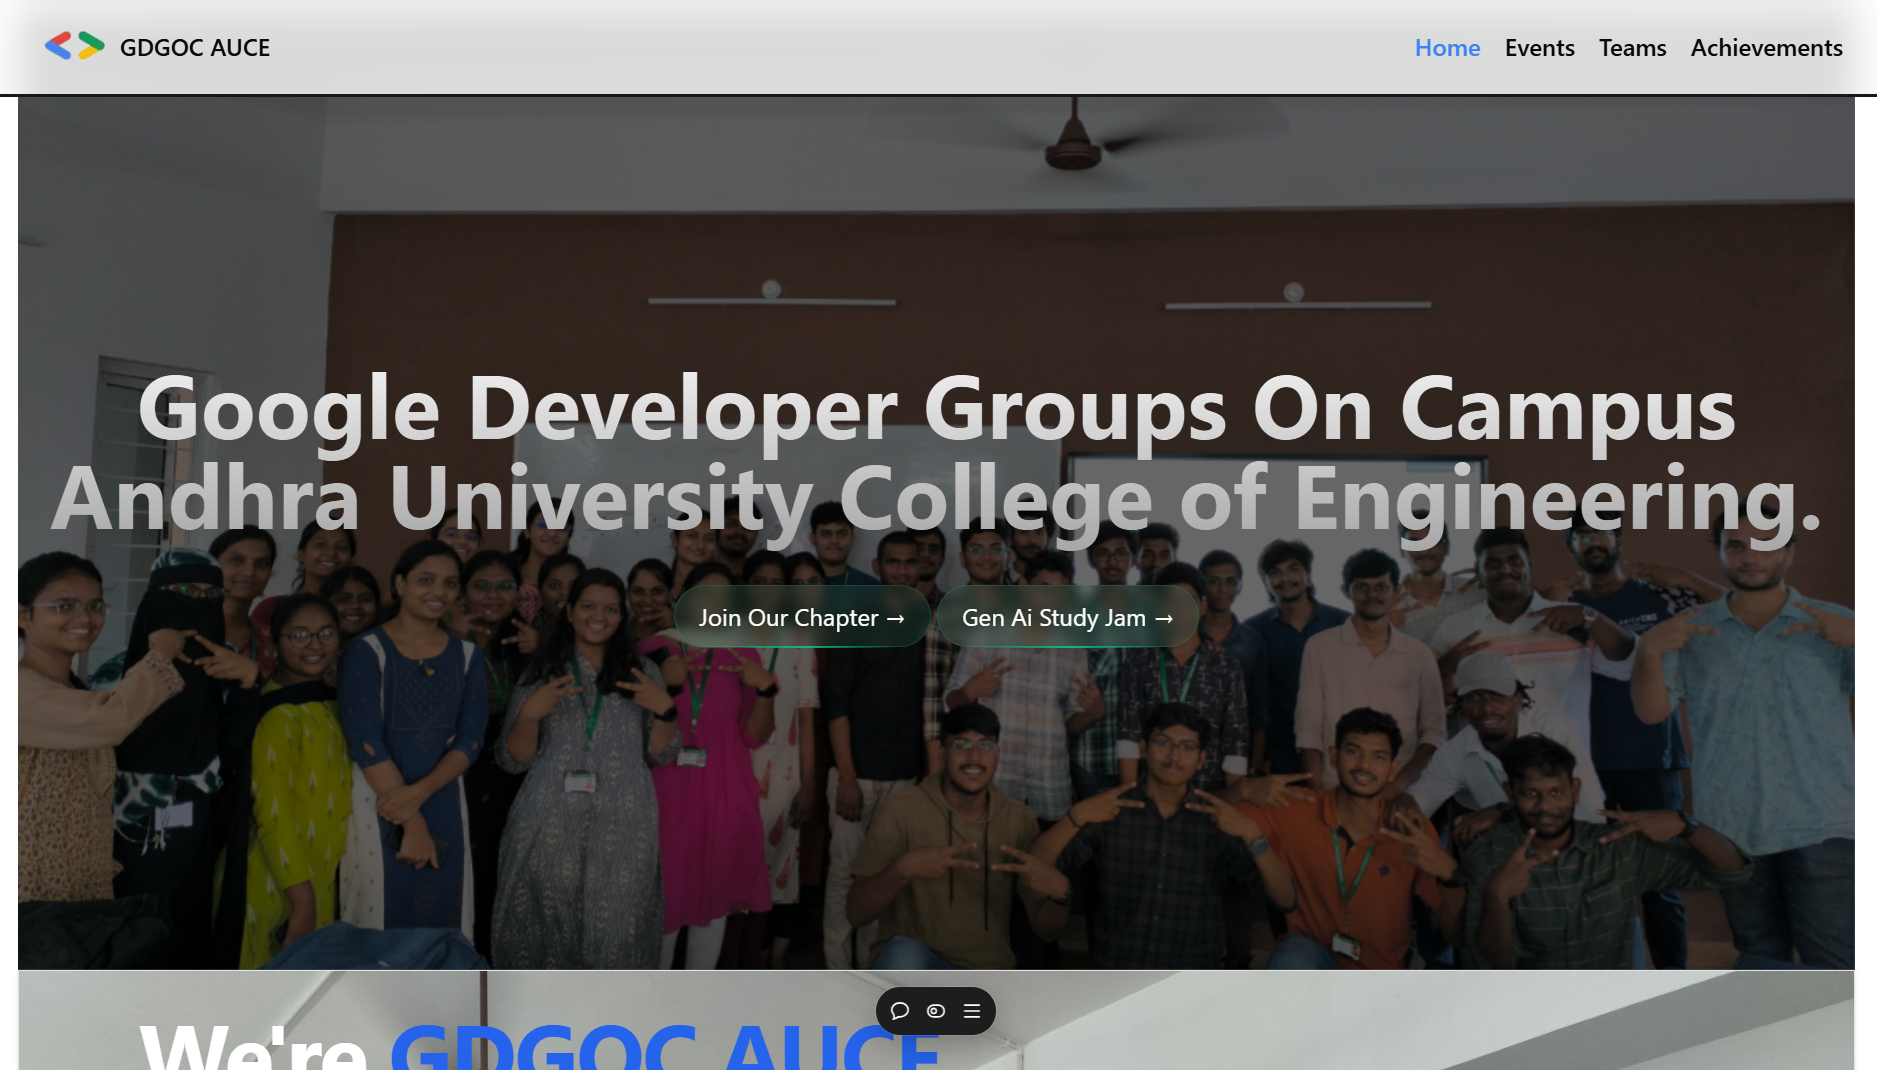 GDGOC AUCE
Home Events Teams Achievements
Google Developer Groups On Campus
Andhra University College of Engineering.
Join Our Chapter → Gen Ai Study Jam →
We're GDGOC AUCE